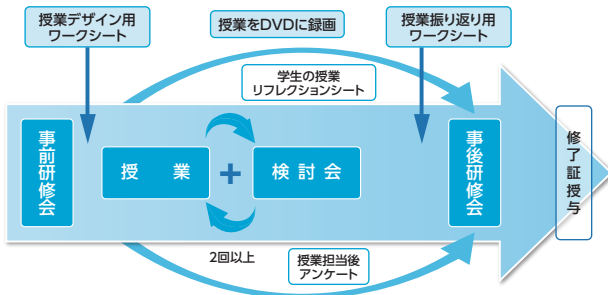 授業デザイン用
ワークシート
授業をDVDに録画
授業振り返り用
ワークシート
学生の授業
リフレクションシート
事前研修会
授業
+
検討会
事後研修会
修了証授与
2回以上
授業担当後
アンケート